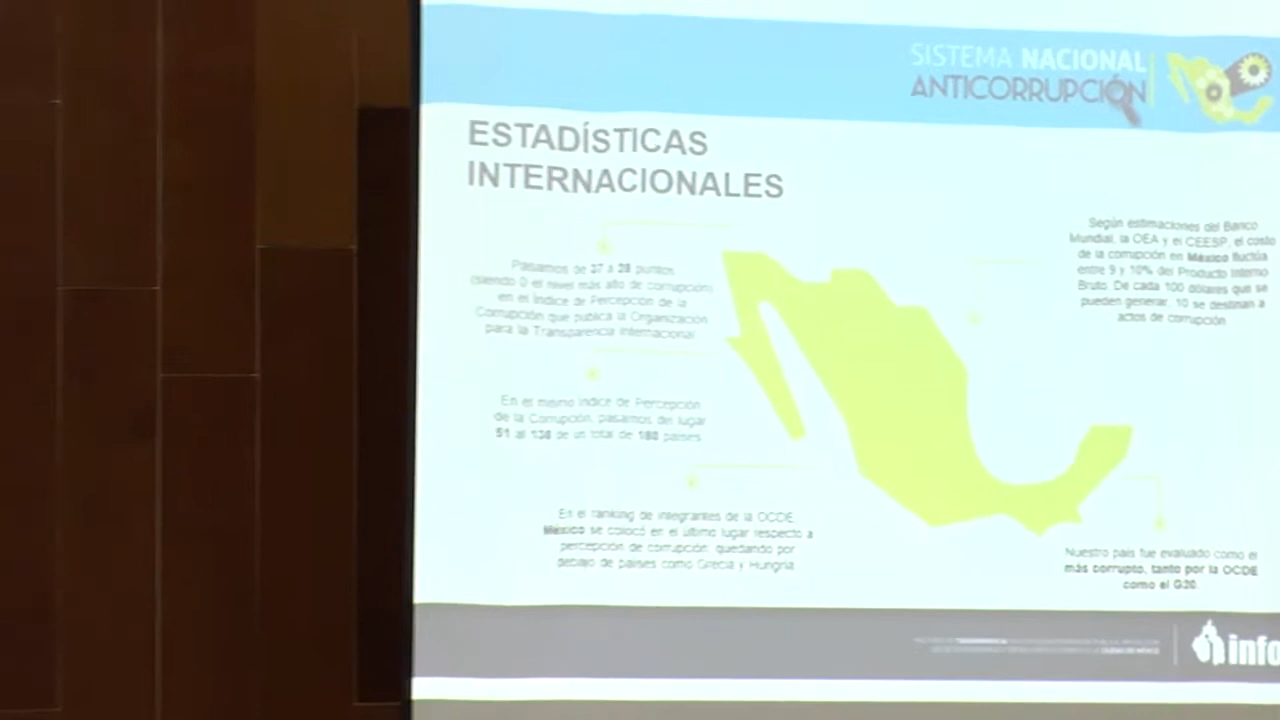 SISTEMA NACIONAL
ANTICORRUPCIÓN
ESTADÍSTICAS
INTERNACIONALES
Pasamos de 37 a 28 puntos
(siendo 0 el nivel más alto de corrupción)
en el Índice de Percepción de la
Corrupción que publica la Organización
para la Transparencia Internacional
En el mismo Índice de Percepción
de la Corrupción, pasamos del lugar
51 al 138 de un total de 180 países
En el ranking de integrantes de la OCDE,
México se colocó en el último lugar respecto a
percepción de corrupción, quedando por
debajo de países como Grecia y Hungría
Según estimaciones del Banco
Mundial, la OEA y el CEESP, el costo
de la corrupción en México fluctúa
entre 9 y 10% del Producto Interno
Bruto. De cada 100 dólares que se
pueden generar, 10 se destinan a
actos de corrupción
Nuestro país fue evaluado como el
más corrupto, tanto por la OCDE
como el G20.
info